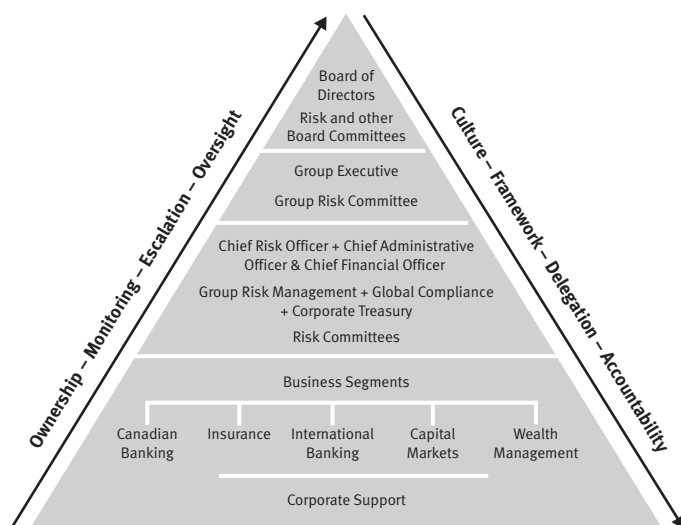 Board of
Directors
Risk and other
Board Committees
Group Executive
Group Risk Committee
Chief Risk Officer + Chief Administrative
Officer & Chief Financial Officer
Group Risk Management + Global Compliance
+ Corporate Treasury
Risk Committees
Business Segments
Canadian
Banking
Insurance
International
Banking
Capital
Markets
Wealth
Management
Corporate Support
Ownership – Monitoring – Escalation – Oversight
Culture – Framework – Delegation – Accountability